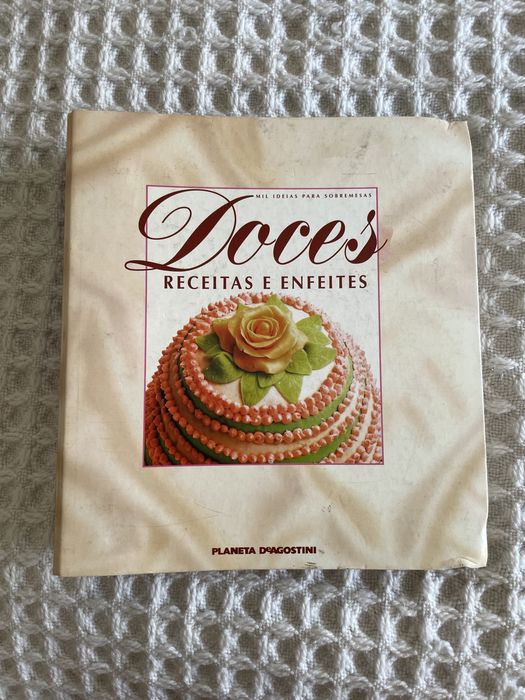 MIL IDEIAS PARA SOBREMESAS
Doces
RECEITAS E ENFEITES
PLANETA DeAGOSTINI